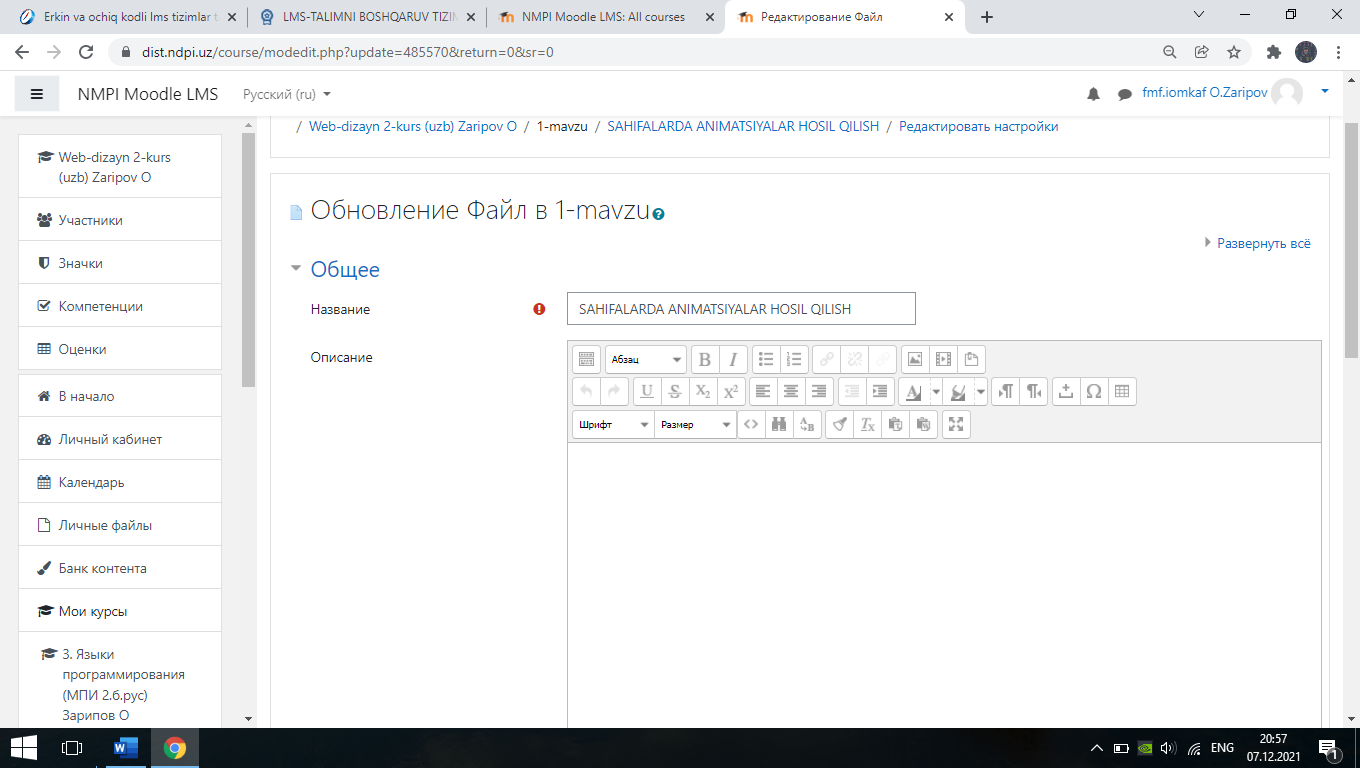 Erkin va ochiq kodli lms tizimlar t
LMS-TALIMNI BOSHQARUV TIZIM
NMPI Moodle LMS: All courses
Редактирование Файл
dist.ndpi.uz/course/modedit.php?update=485570&return=0&sr=0
NMPI Moodle LMS
Русский (ru)
fmf.iomkaf O.Zaripov
/ Web-dizayn 2-kurs (uzb) Zaripov O / 1-mavzu / SAHIFALARDA ANIMATSIYALAR HOSIL QILISH / Редактировать настройки
Web-dizayn 2-kurs
(uzb) Zaripov O
Участники
Значки
Компетенции
Оценки
В начало
Личный кабинет
Календарь
Личные файлы
Банк контента
Мои курсы
3. Языки
программирования
(МПИ 2.б.рус)
Зарипов О
Обновление Файл в 1-mavzu
Развернуть всё
Общее
Название
SAHIFALARDA ANIMATSIYALAR HOSIL QILISH
Описание
Абзац
Шрифт
Размер
ENG
20:57
07.12.2021
1